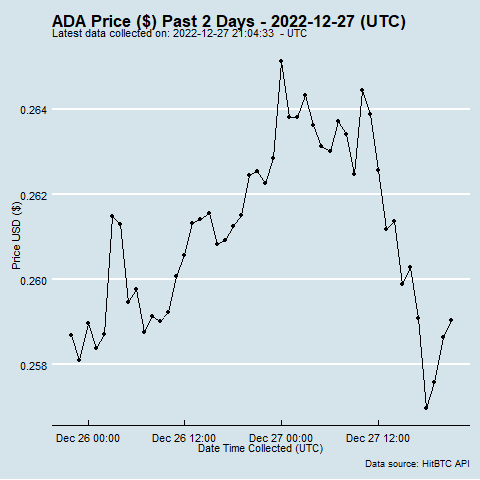 ADA Price ($) Past 2 Days - 2022-12-27 (UTC)
Latest data collected on: 2022-12-27 21:04:33  - UTC
0.264
0.262
0.260
0.258
Price USD ($)
Dec 26 00:00
Dec 26 12:00
Dec 27 00:00
Dec 27 12:00
Date Time Collected (UTC)
Data source: HitBTC API